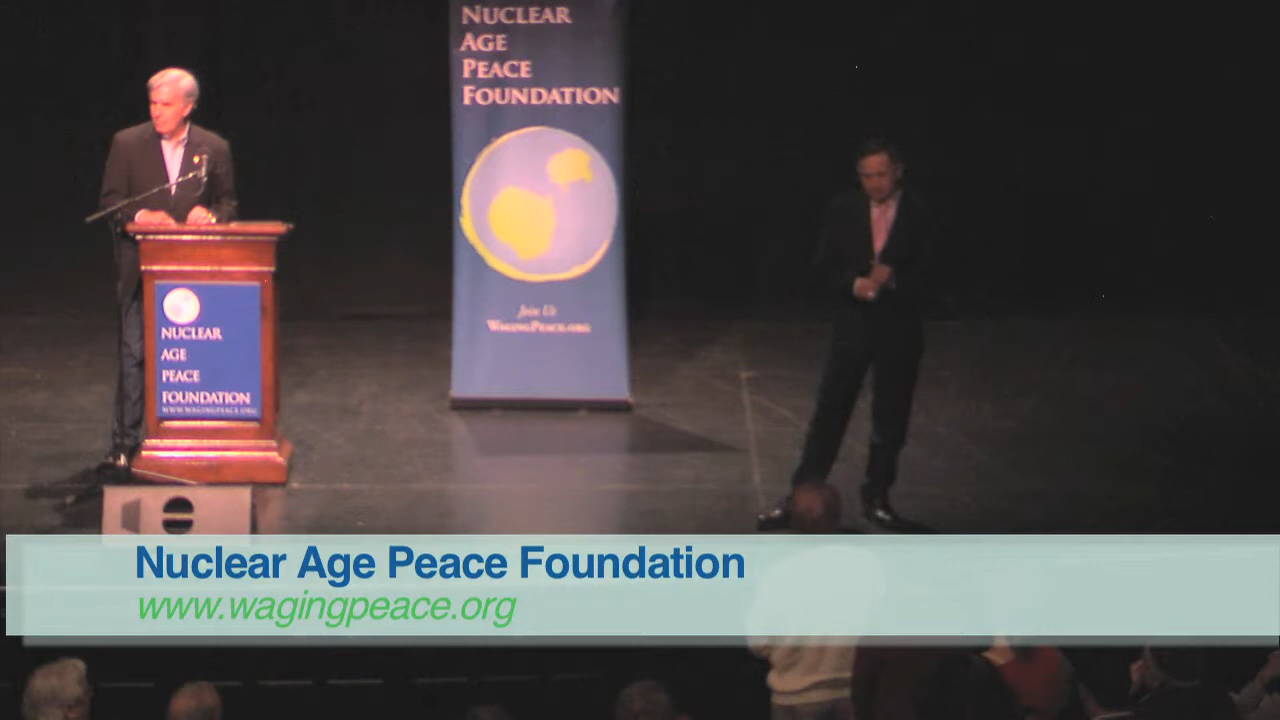 NUCLEAR
AGE
PEACE
FOUNDATION
Join Us
WAGINGPEACE.ORG
NUCLEAR
AGE
PEACE
FOUNDATION
WWW.WAGINGPEACE.ORG
Nuclear Age Peace Foundation
www.wagingpeace.org